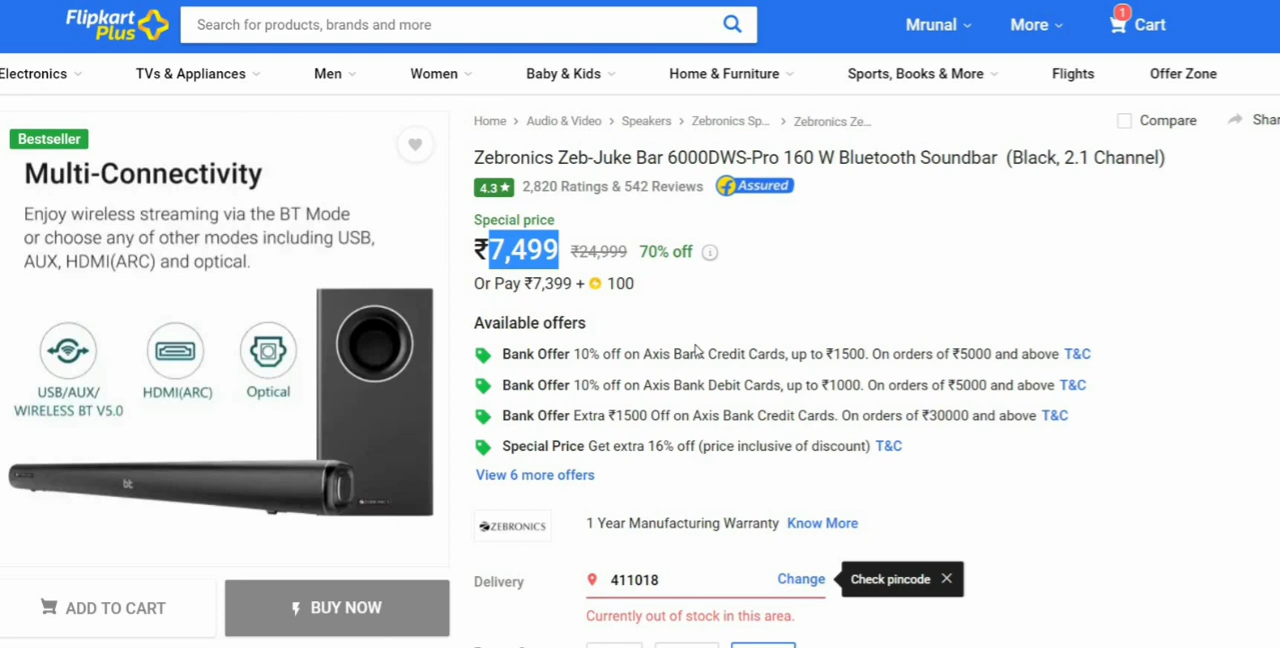 Flipkart
Plus
Search for products, brands and more
Mrunal
More
1
Cart
Electronics
TVs & Appliances
Men
Women
Baby & Kids
Home & Furniture
Sports, Books & More
Flights
Offer Zone
Bestseller
Multi-Connectivity
Enjoy wireless streaming via the BT Mode
or choose any of other modes including USB,
AUX, HDMI(ARC) and optical.
USB/AUX/
WIRELESS BT V5.0
HDMI(ARC)
Optical
ADD TO CART
BUY NOW
Home > Audio & Video > Speakers > Zebronics Sp... > Zebronics Ze...
Compare
Shar
Zebronics Zeb-Juke Bar 6000DWS-Pro 160 W Bluetooth Soundbar (Black, 2.1 Channel)
4.3★ 2,820 Ratings & 542 Reviews Assured
Special price
₹7,499 ₹24,999 70% off
Or Pay ₹7,399 + 100
Available offers
Bank Offer 10% off on Axis Bank Credit Cards, up to ₹1500. On orders of ₹5000 and above T&C
Bank Offer 10% off on Axis Bank Debit Cards, up to ₹1000. On orders of ₹5000 and above T&C
Bank Offer Extra ₹1500 Off on Axis Bank Credit Cards. On orders of ₹30000 and above T&C
Special Price Get extra 16% off (price inclusive of discount) T&C
View 6 more offers
ZEBRONICS
1 Year Manufacturing Warranty Know More
Delivery
411018
Change
Check pincode
Currently out of stock in this area.